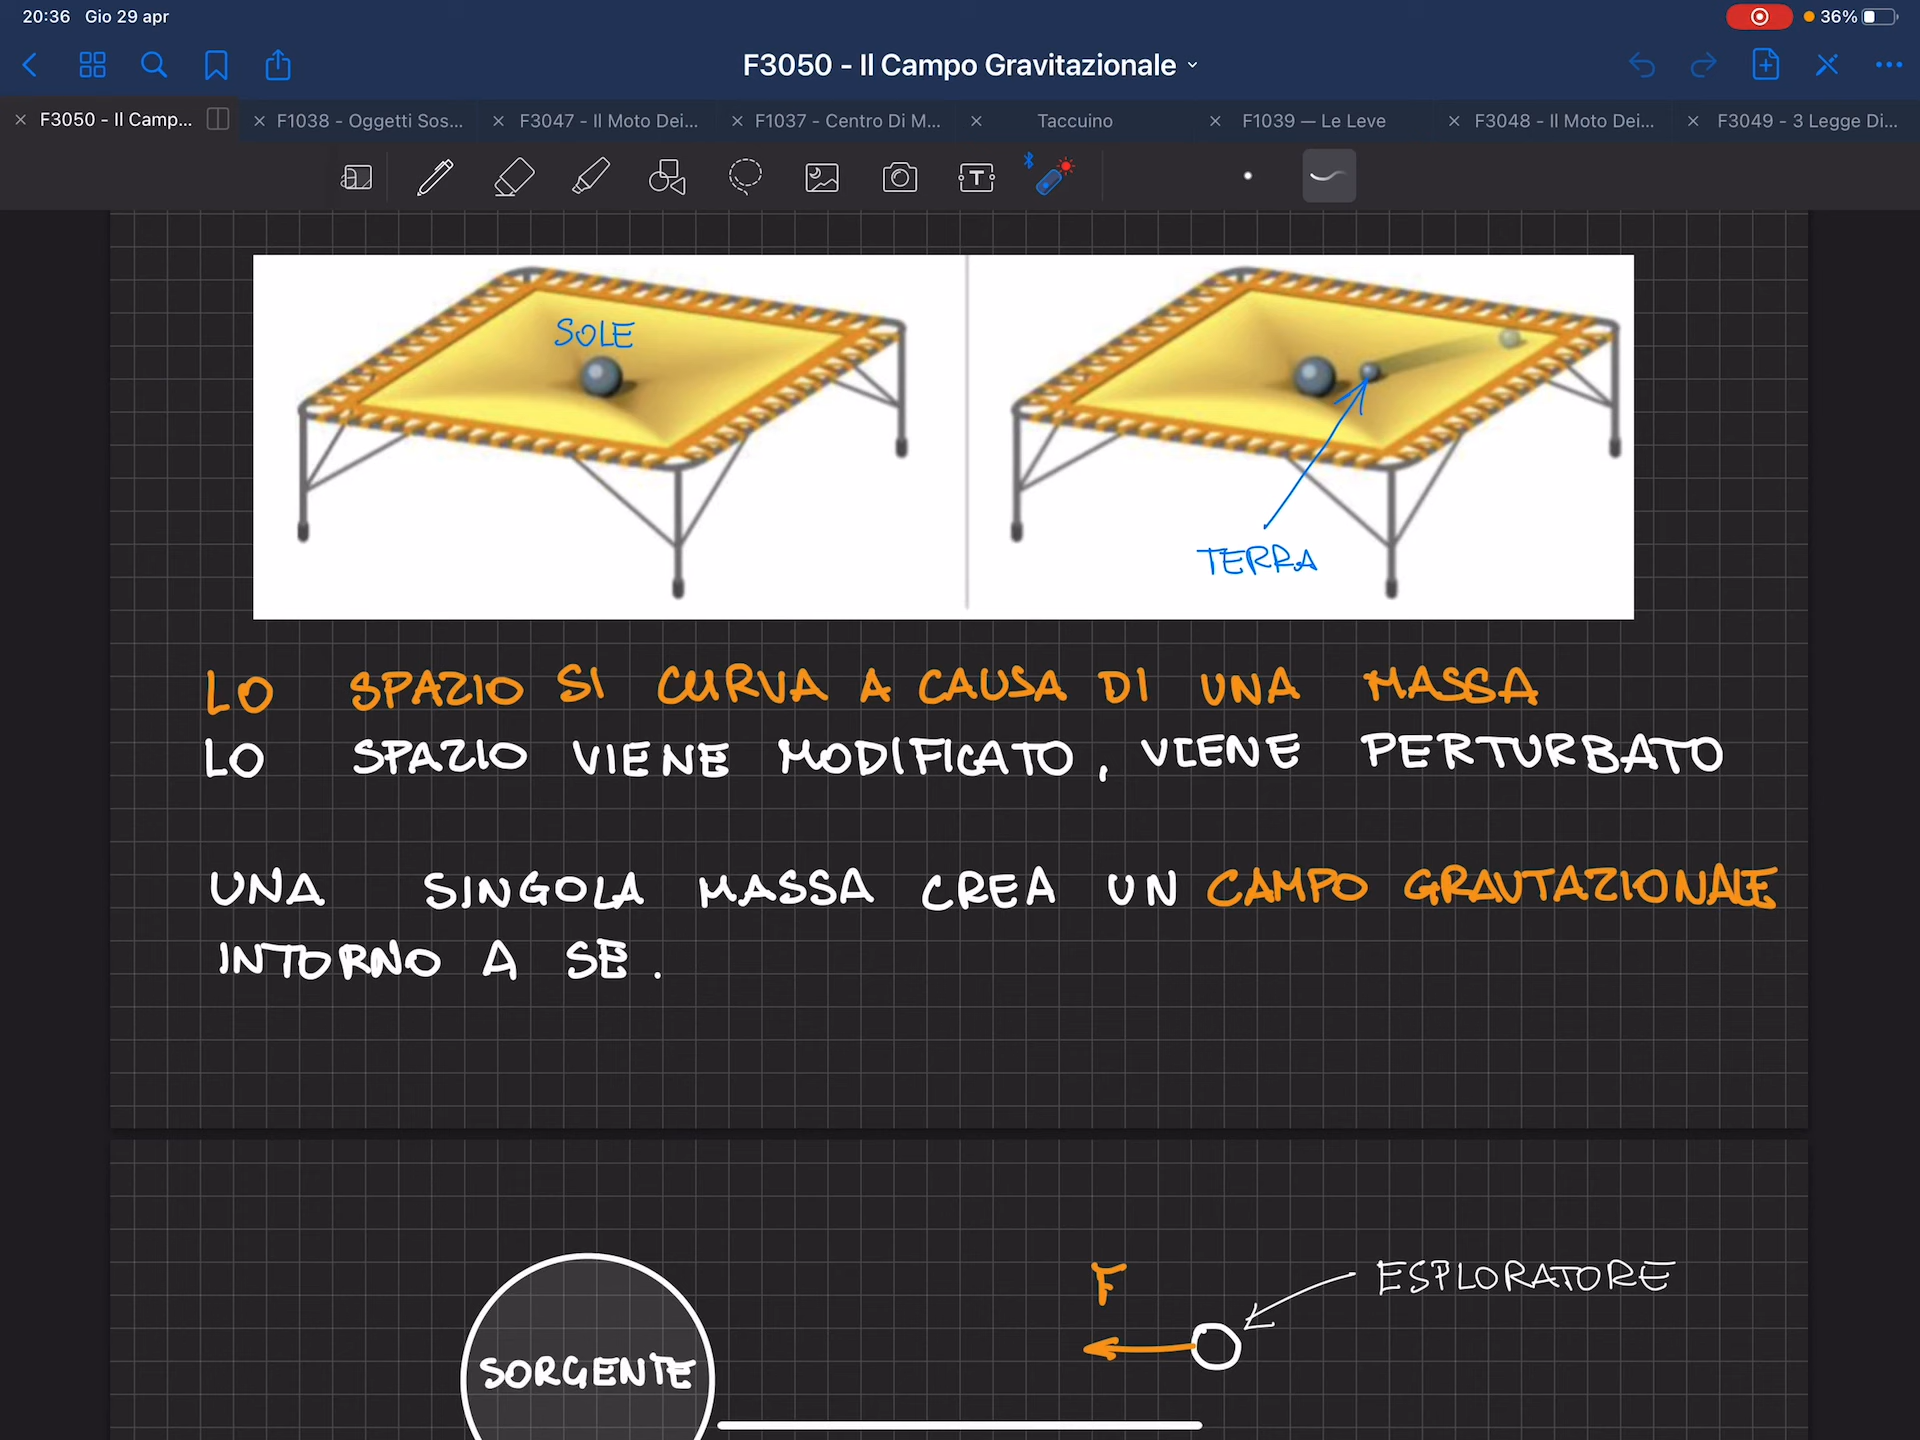 20:36 Gio 29 apr
36%
F3050 - Il Campo Gravitazionale
F3050 - Il Camp...
F1038 - Oggetti Sos...
F3047 - Il Moto Dei...
F1037 - Centro Di M...
Taccuino
F1039 — Le Leve
F3048 - Il Moto Dei...
F3049 - 3 Legge Di...
T
SOLE
TERRA
LO SPAZIO SI CURVA A CAUSA DI UNA MASSA
LO SPAZIO VIENE MODIFICATO, VIENE PERTURBATO
UNA SINGOLA MASSA CREA UN CAMPO GRAVITAZIONALE
INTORNO A SE.
F
ESPLORATORE
SORGENTE